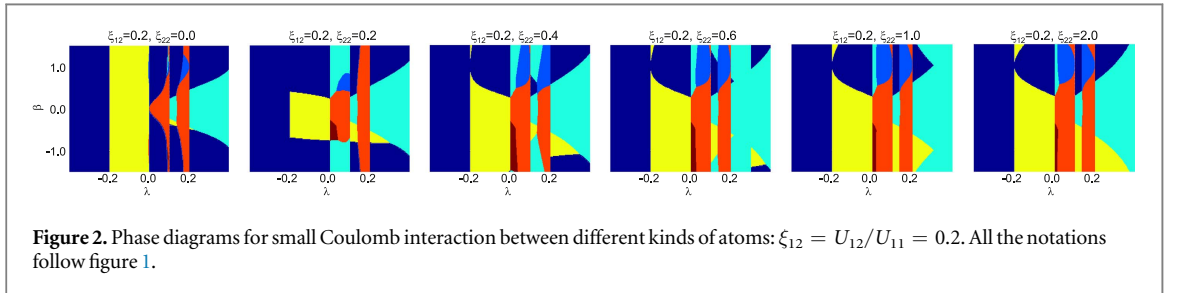 ξ12=0.2, ξ22=0.0 ξ12=0.2, ξ22=0.2 ξ12=0.2, ξ22=0.4 ξ12=0.2, ξ22=0.6 ξ12=0.2, ξ22=1.0 ξ12=0.2, ξ22=2.0
1.0
β 0.0
-1.0
-0.2 0.0 0.2 -0.2 0.0 0.2 -0.2 0.0 0.2 -0.2 0.0 0.2 -0.2 0.0 0.2 -0.2 0.0 0.2
λ λ λ λ λ λ
Figure 2. Phase diagrams for small Coulomb interaction between different kinds of atoms: ξ12 = U12/U11 = 0.2. All the notations
follow figure 1.